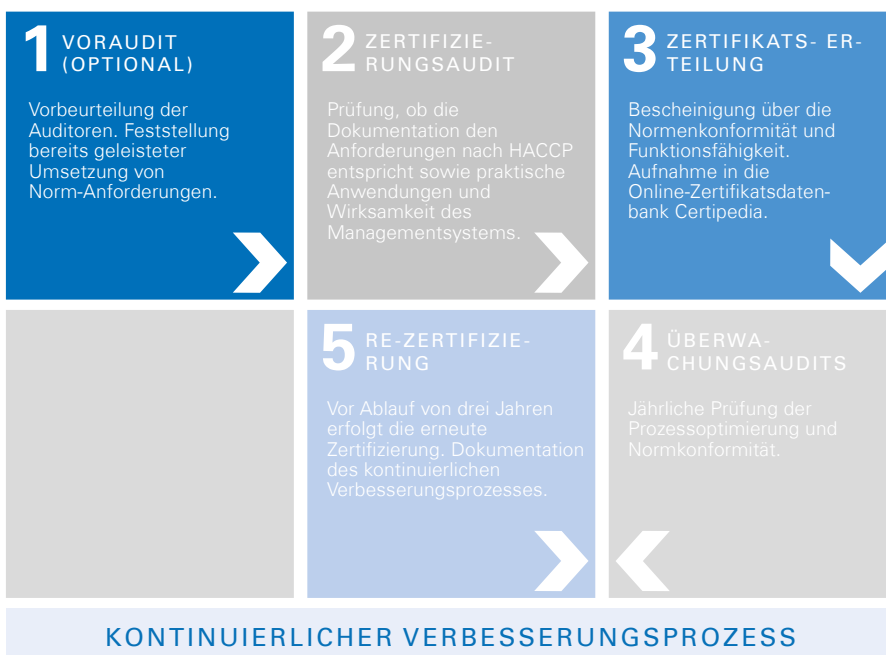 1 VORAUDIT
(OPTIONAL)
Vorbeurteilung der
Auditoren. Feststellung
bereits geleisteter
Umsetzung von
Norm-Anforderungen.
2 ZERTIFIZIE-
RUNGSAUDIT
Prüfung, ob die
Dokumentation den
Anforderungen nach HACCP
entspricht sowie praktische
Anwendungen und
Wirksamkeit des
Managementsystems.
3 ZERTIFIKATS- ER-
TEILUNG
Bescheinigung über die
Normenkonformität und
Funktionsfähigkeit.
Aufnahme in die
Online-Zertifikatsdaten-
bank Certipedia.
4 ÜBERWA-
CHUNGSAUDITS
Jährliche Prüfung der
Prozessoptimierung und
Normkonformität.
5 RE-ZERTIFIZIE-
RUNG
Vor Ablauf von drei Jahren
erfolgt die erneute
Zertifizierung. Dokumentation
des kontinuierlichen
Verbesserungsprozesses.
KONTINUIERLICHER VERBESSERUNGSPROZESS